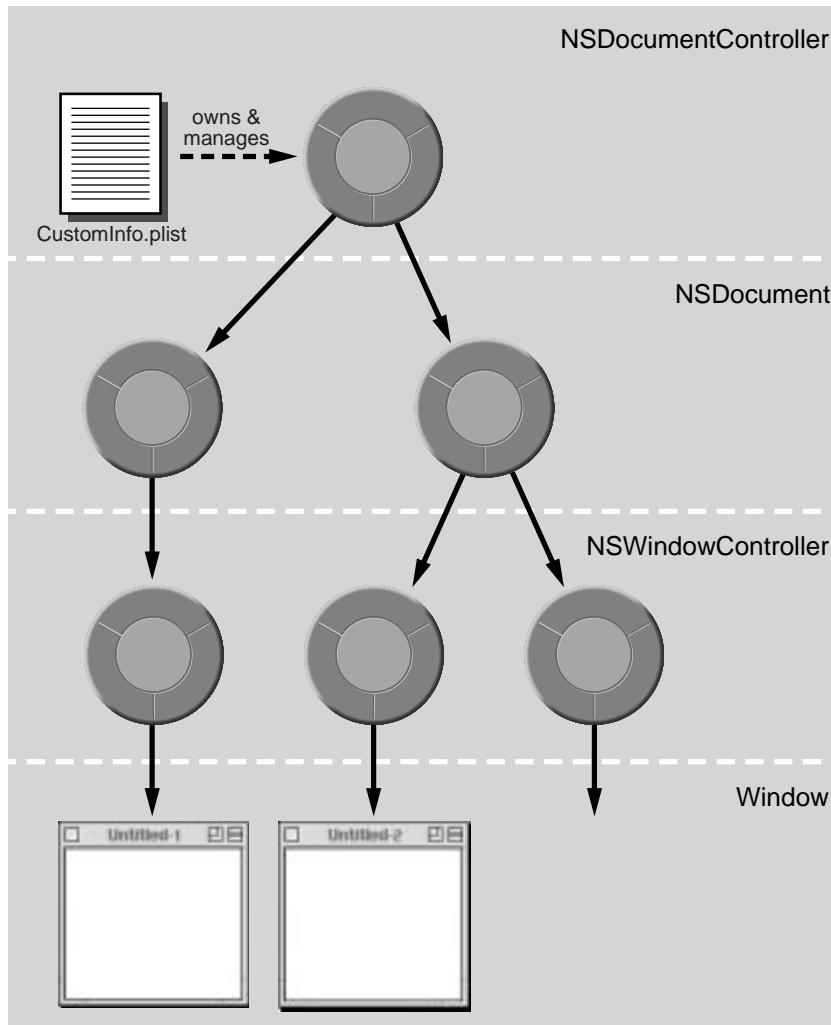 NSDocumentController
owns &
manages
CustomInfo.plist
NSDocument
NSWindowController
Window
Untitled-1
Untitled-2